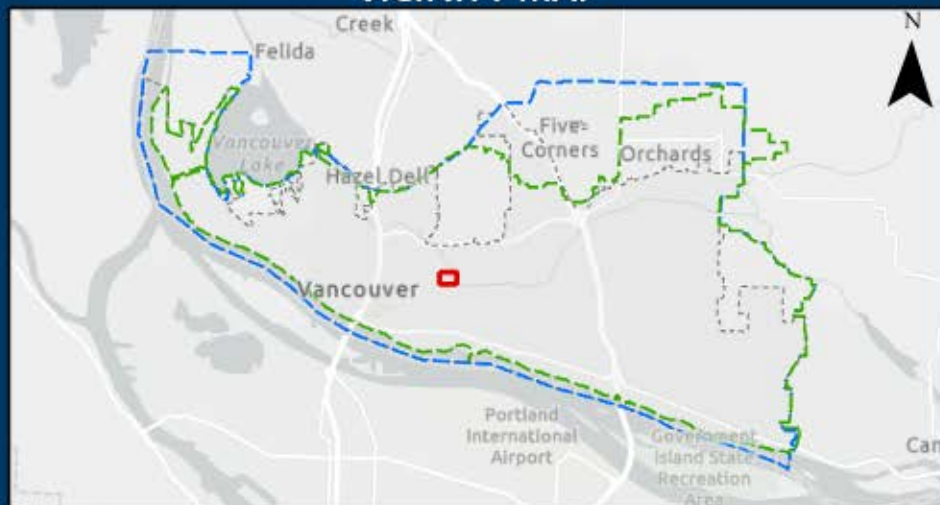 N
Creek
Felida
Vancouver
Lake
Five
Corners
Orchards
Hazel Dell
Vancouver
Portland
International
Airport
Government
Island State
Recreation
Area